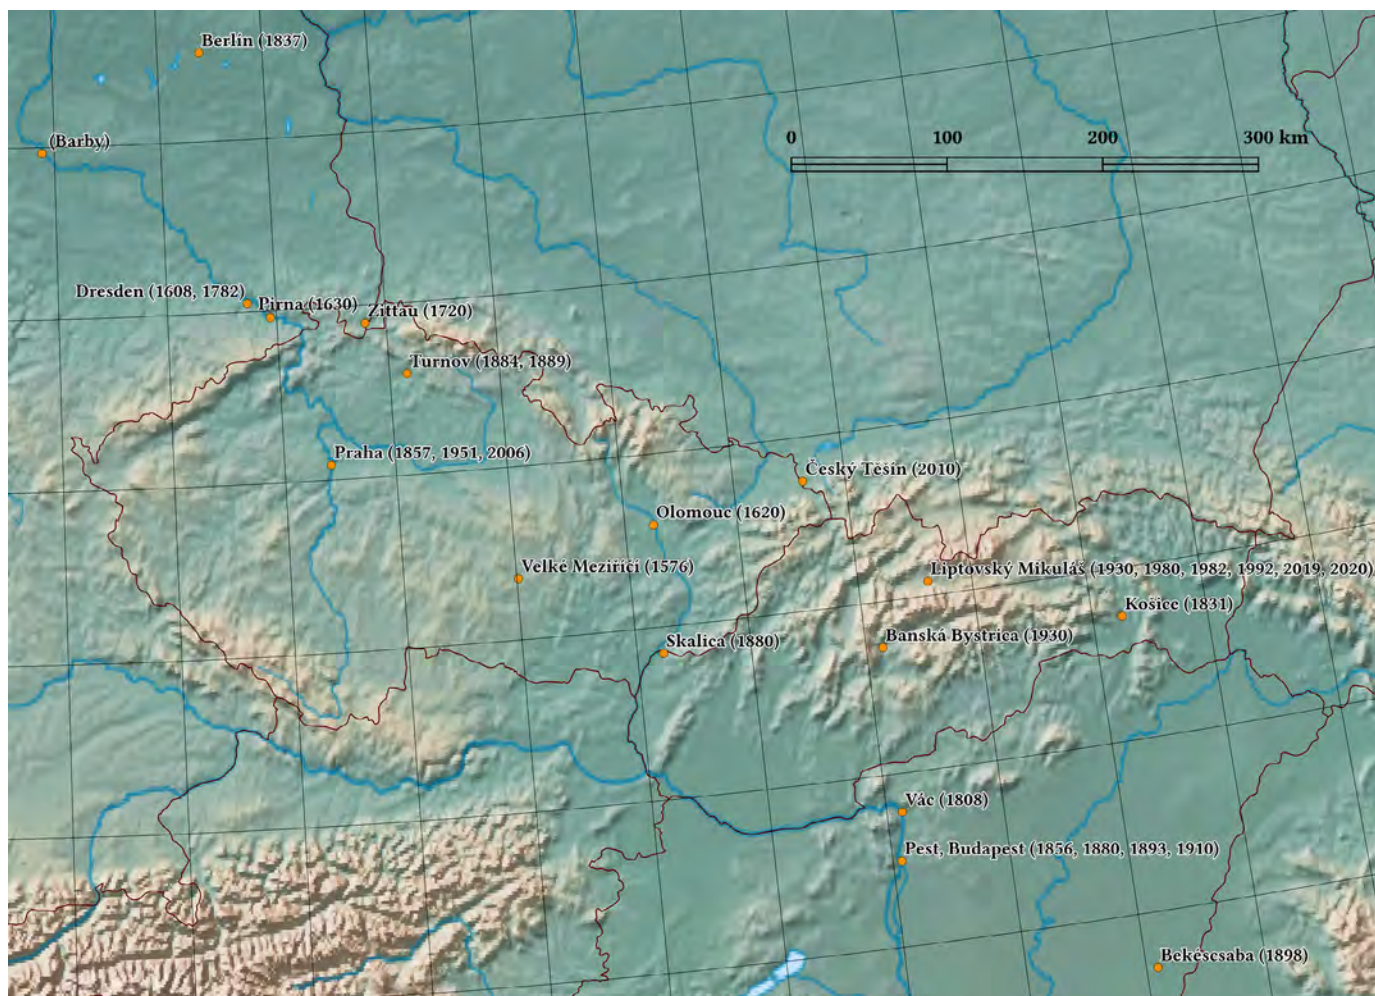 Berlin (1837)
(Barby)
0 100 200 300 km
Dresden (1608, 1782)
Pirna (1630)
Zittau (1720)
Turnov (1884, 1889)
Praha (1857, 1951, 2006)
Český Těšín (2010)
Olomouc (1620)
Velké Meziříčí (1576)
Liptovský Mikuláš (1930, 1980, 1982, 1992, 2019, 2020)
Košice (1831)
Skalica (1880)
Banská Bystrica (1930)
Vác (1808)
Pest, Budapest (1856, 1880, 1893, 1910)
Bekéscsaba (1898)